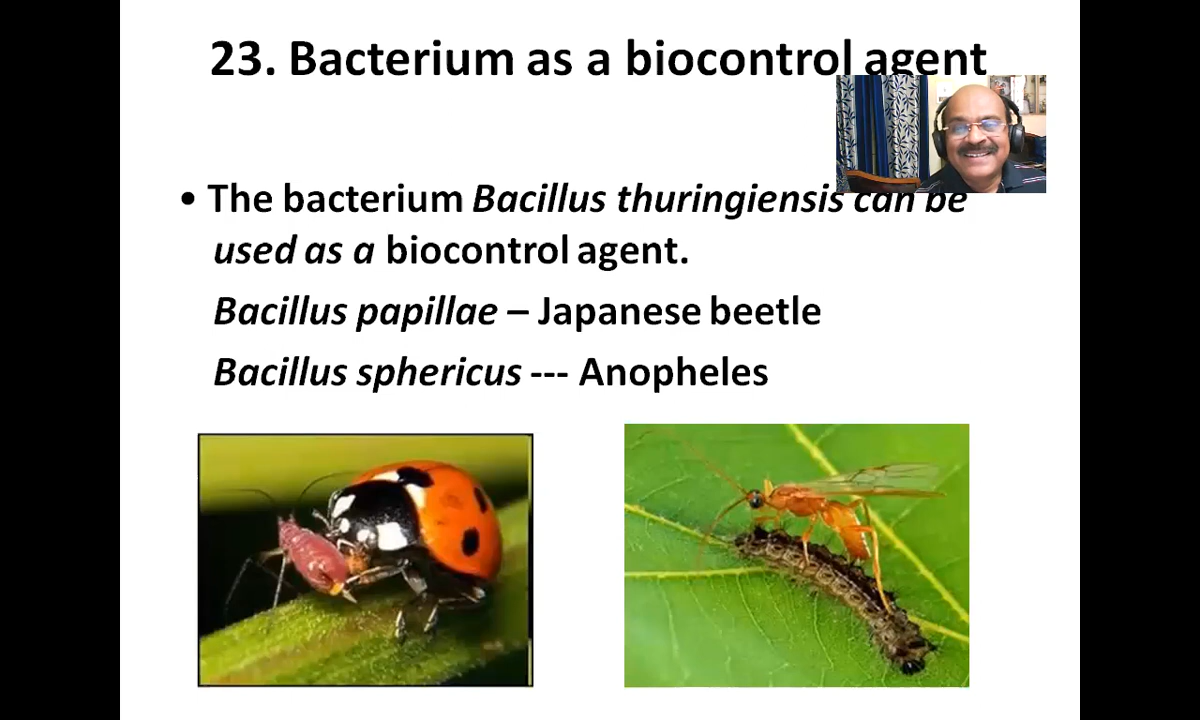 23. Bacterium as a biocontrol agent
• The bacterium Bacillus thuringiensis can be
used as a biocontrol agent.
Bacillus papillae – Japanese beetle
Bacillus sphericus --- Anopheles